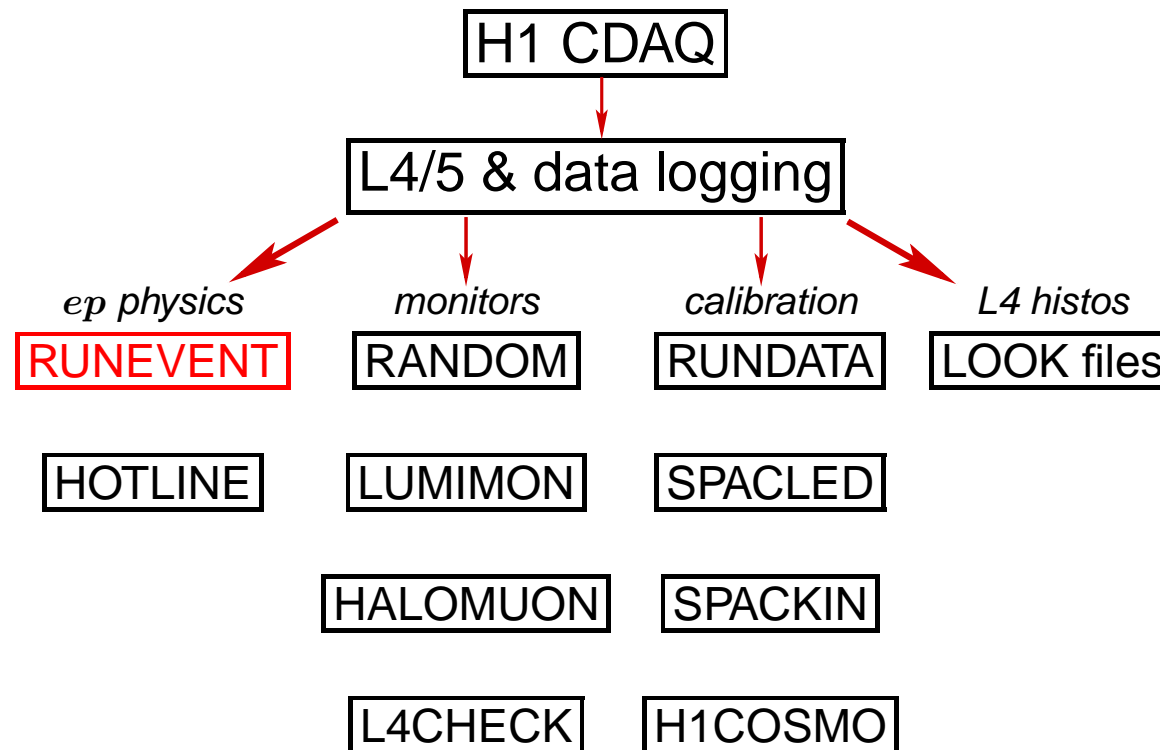 H1 CDAQ
L4/5 & data logging
ep physics
monitors
calibration
L4 histos
RUNEVENT
RANDOM
RUNDATA
LOOK files
HOTLINE
LUMIMON
SPACLED
HALOMUON
SPACKIN
L4CHECK
H1COSMO